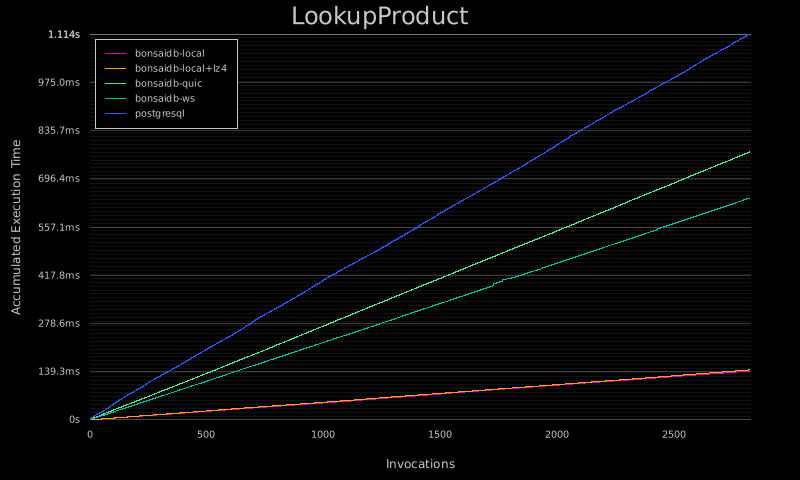 LookupProduct
1.114s
975.0ms
835.7ms
696.4ms
557.1ms
417.8ms
278.6ms
139.3ms
0s
Accumulated Execution Time
bonsaidb-local
bonsaidb-local+lz4
bonsaidb-quic
bonsaidb-ws
postgresql
0 500 1000 1500 2000 2500
Invocations